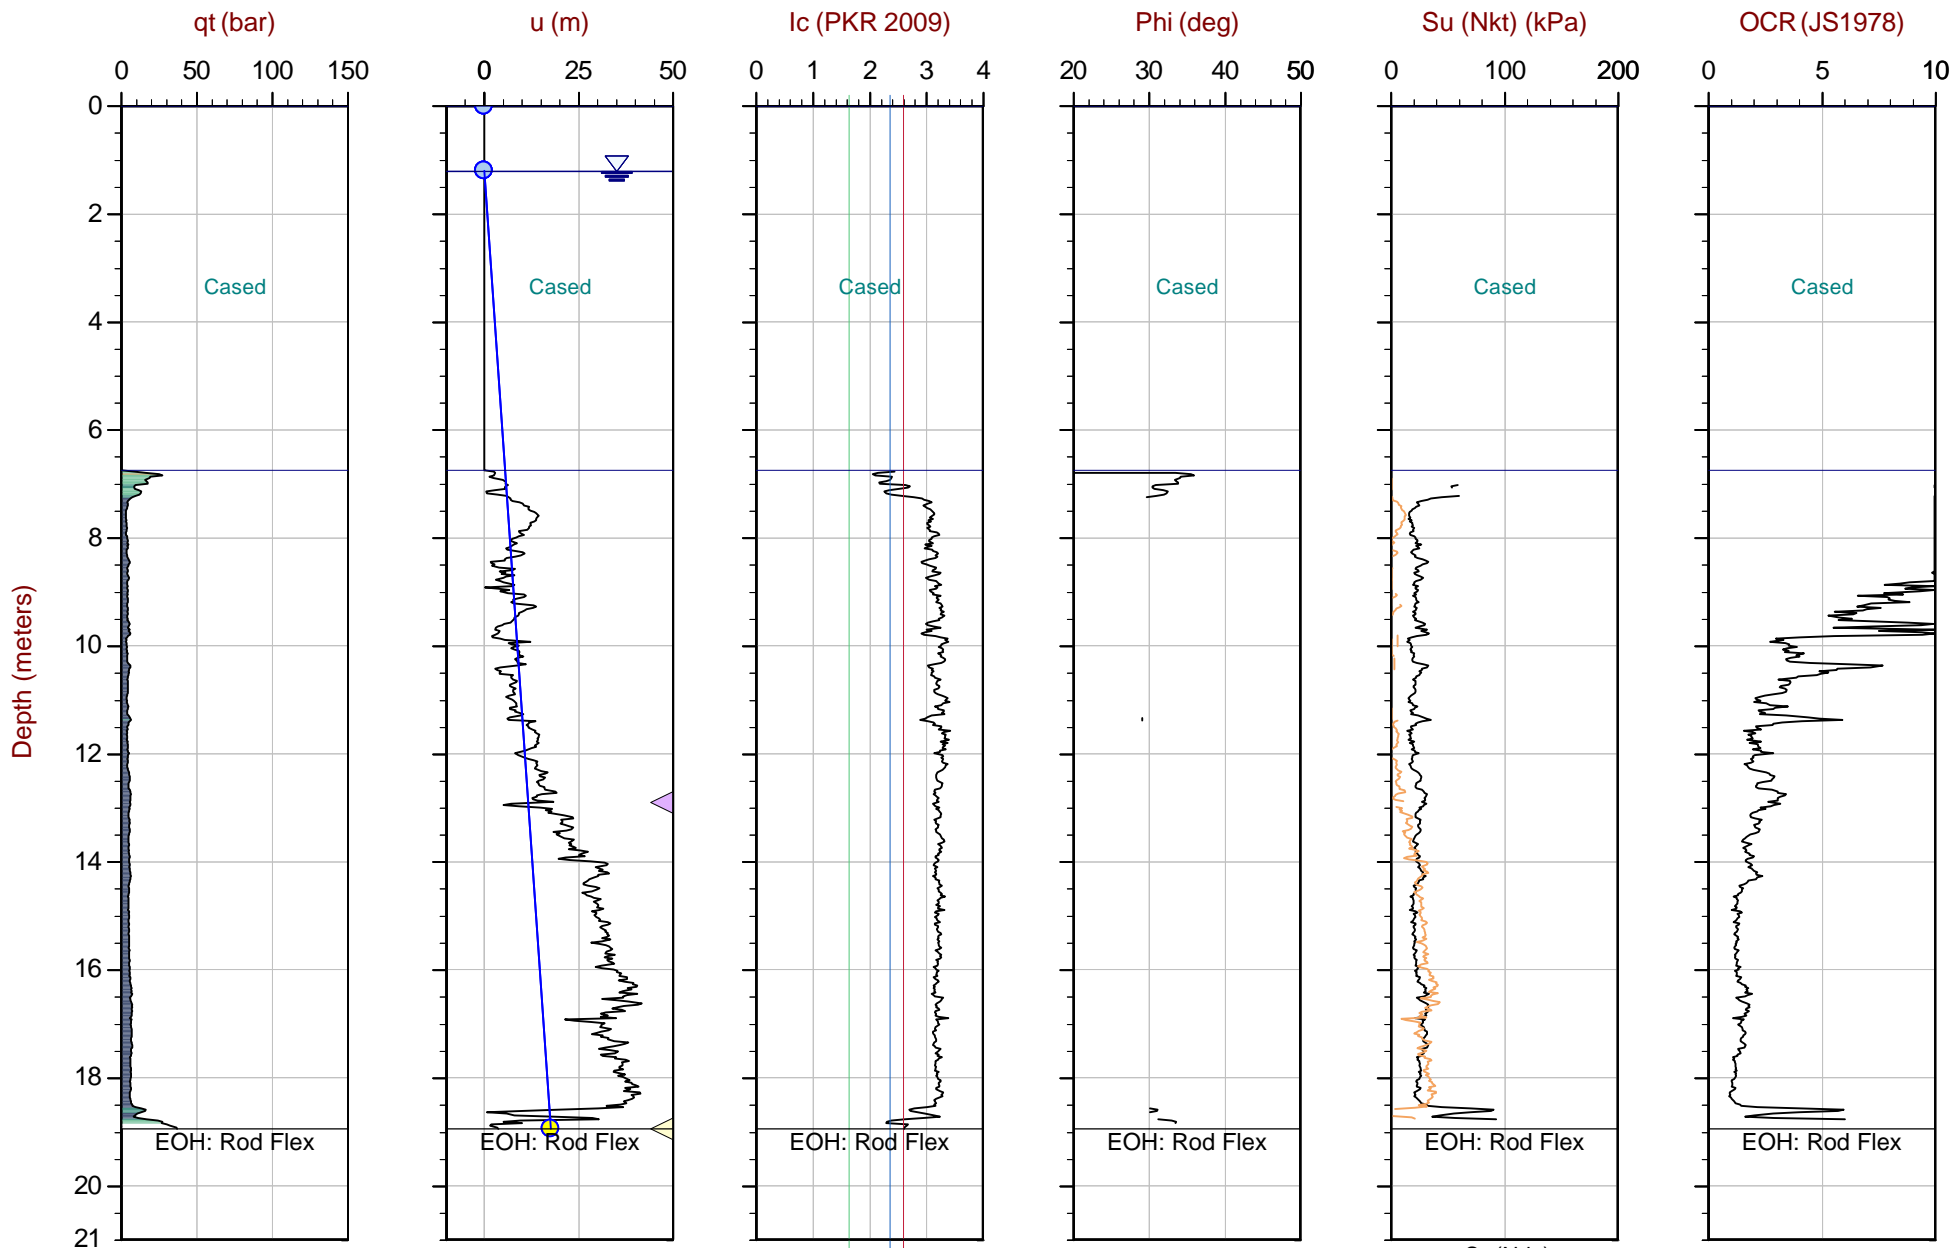 qt (bar) u (m) Ic (PKR 2009) Phi (deg) Su (Nkt) (kPa) OCR (JS1978)
0 50 100 150 0 25 50 0 1 2 3 4 20 30 40 50 0 100 200 0 5 10
0
2
Cased Cased Cased Cased Cased Cased
4
6
8
10
Depth (meters)
12
14
16
18
EOH: Rod Flex EOH: Rod Flex EOH: Rod Flex EOH: Rod Flex EOH: Rod Flex EOH: Rod Flex
20
21